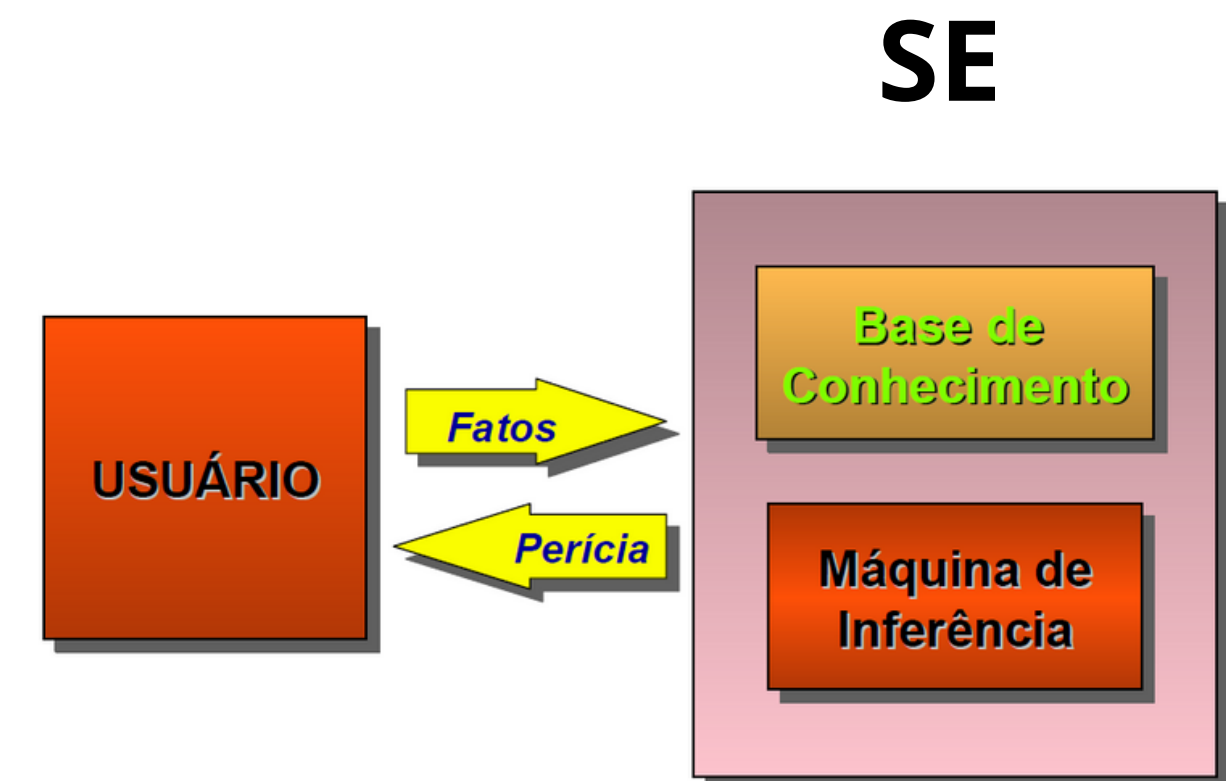 SE
Base de
Conhecimento
Fatos
USUÁRIO
Perícia
Máquina de
Inferência